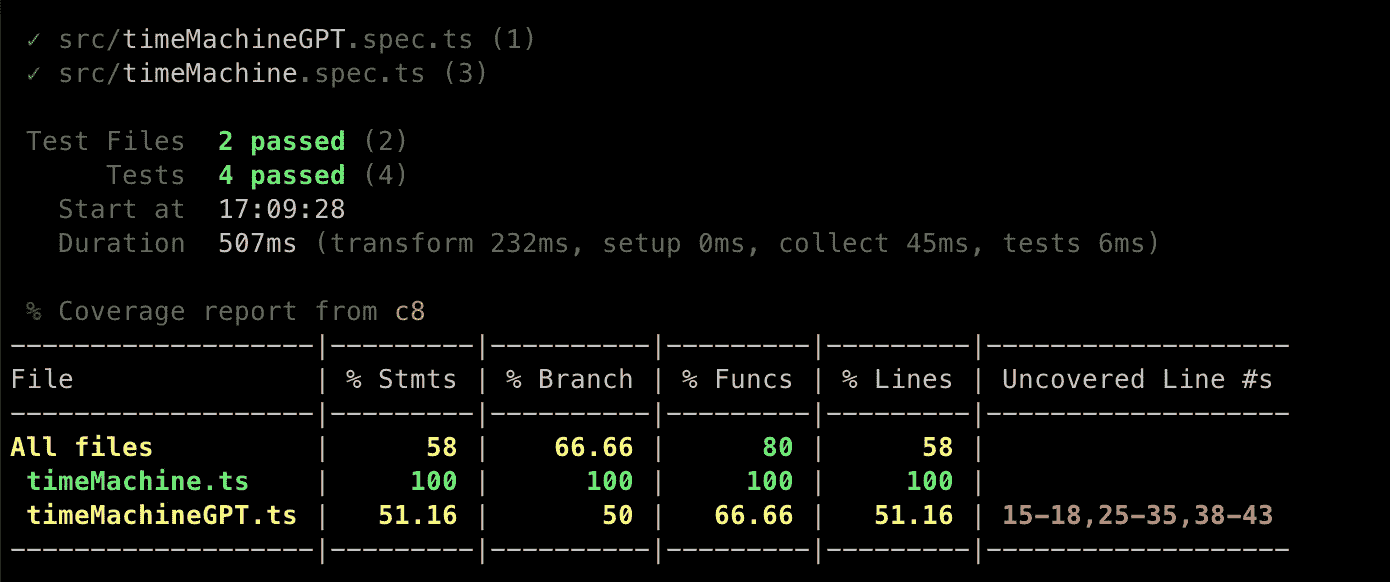 ✓ src/timeMachineGPT.spec.ts (1)
✓ src/timeMachine.spec.ts (3)
Test Files  2 passed (2)
Tests  4 passed (4)
Start at  17:09:28
Duration  507ms (transform 232ms, setup 0ms, collect 45ms, tests 6ms)
% Coverage report from c8
-------------------|---------|----------|---------|---------|-------------------
File               | % Stmts | % Branch | % Funcs | % Lines | Uncovered Line #s
-------------------|---------|----------|---------|---------|-------------------
All files          |      58 |    66.66 |      80 |      58 |
timeMachine.ts    |     100 |      100 |     100 |     100 |
timeMachineGPT.ts |   51.16 |       50 |   66.66 |   51.16 | 15-18,25-35,38-43
-------------------|---------|----------|---------|---------|-------------------